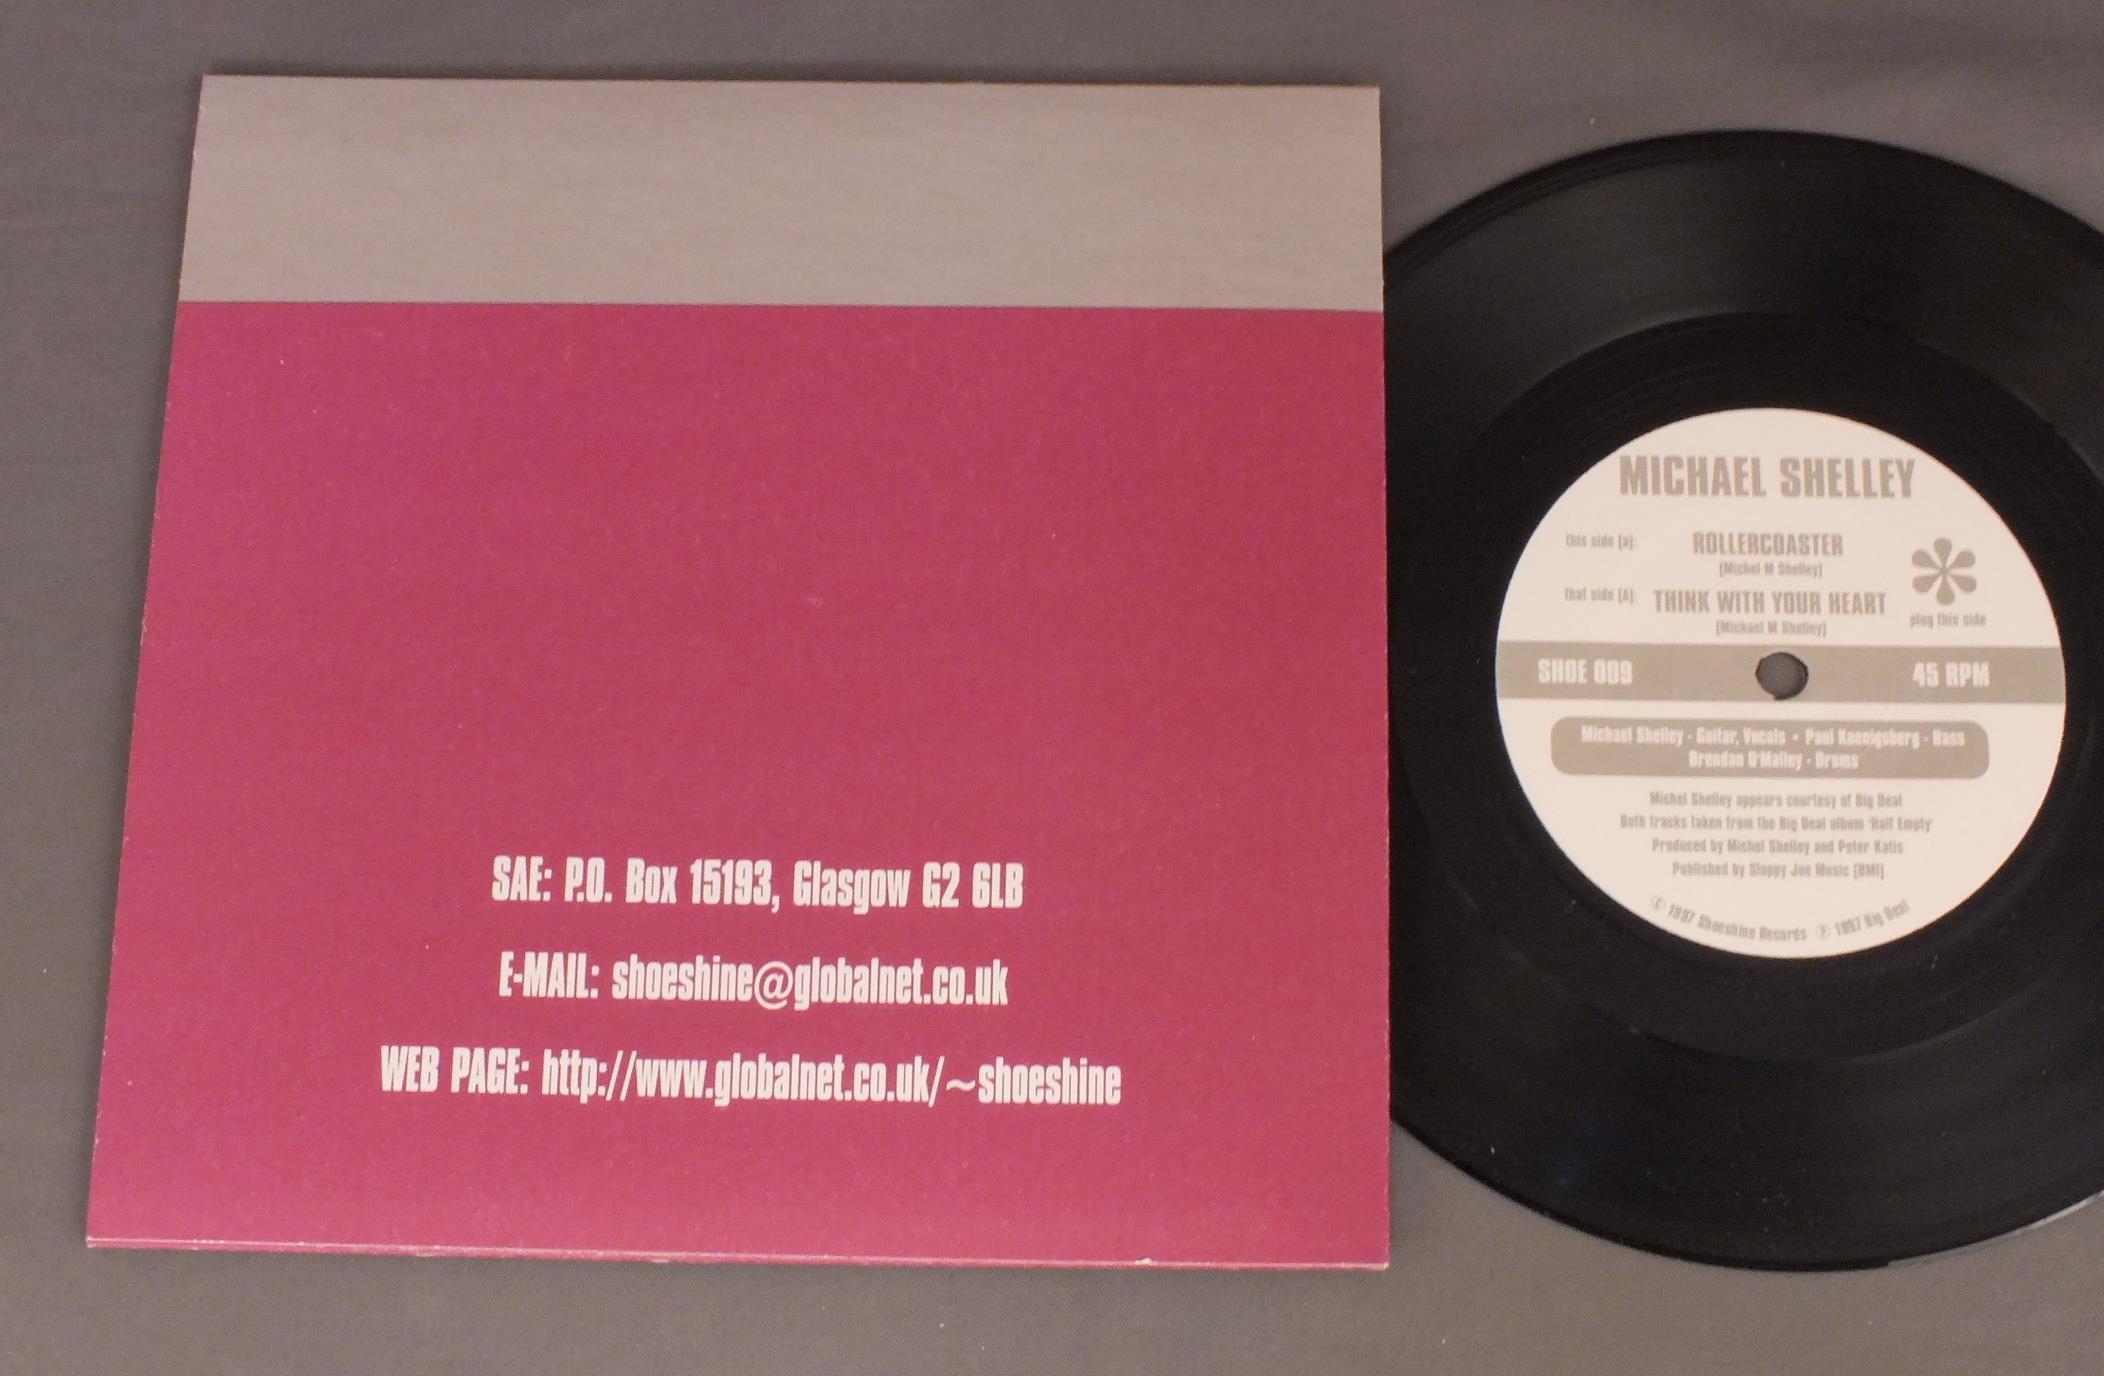 SAE: P.O. Box 15193, Glasgow G2 6LB
E-MAIL: shoeshine@globalnet.co.uk
WEB PAGE: http://www.globalnet.co.uk/~shoeshine
MICHAEL SHELLEY
this side (a): ROLLERCOASTER
(Michel M Shelley)
that side (A): THINK WITH YOUR HEART
(Michael M Shelley)
plug this side
SHOE 009 45 RPM
Michael Shelley - Guitar, Vocals • Paul Koenigsberg - Bass
Brendan O'Malley - Drums
Michel Shelley appears courtesy of Big Deal
Both tracks taken from the Big Deal album 'Half Empty'
Produced by Michel Shelley and Peter Katis
Published by Sloppy Joe Music (BMI)
© 1997 Shoeshine Records ℗ 1997 Big Deal